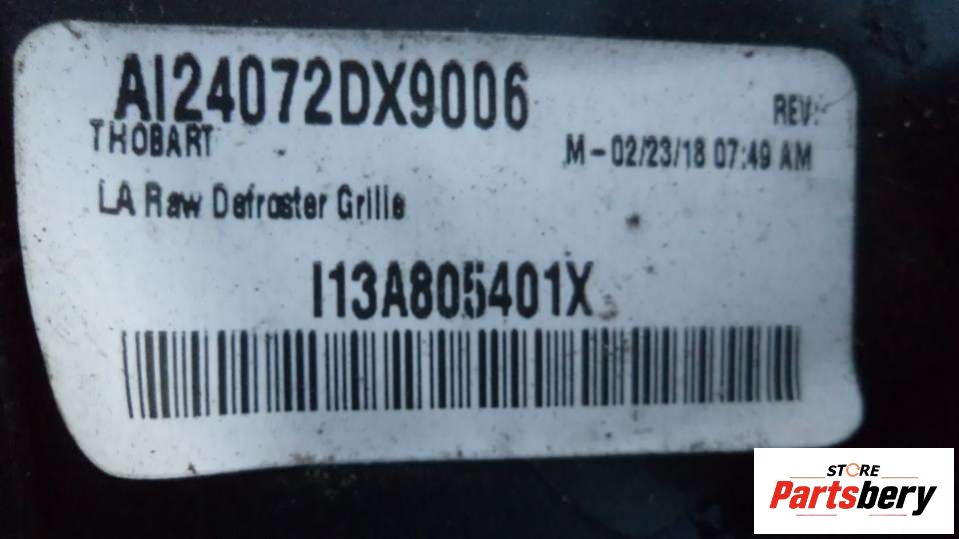 AI24072DX9006
REV:-
THOBART
M-02/23/18 07:49 AM
LA Raw Defroster Grille
I13A805401X
STORE
Partsbery